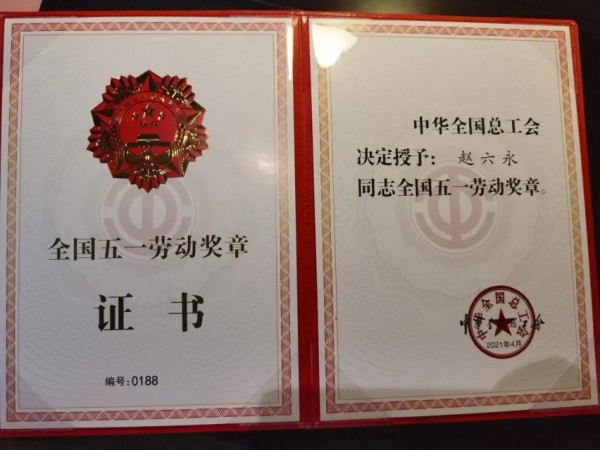 全国五一劳动奖章
证书
编号:0188
中华全国总工会
决定授予：赵六永
同志全国五一劳动奖章。
中华全国总工会
2021年4月